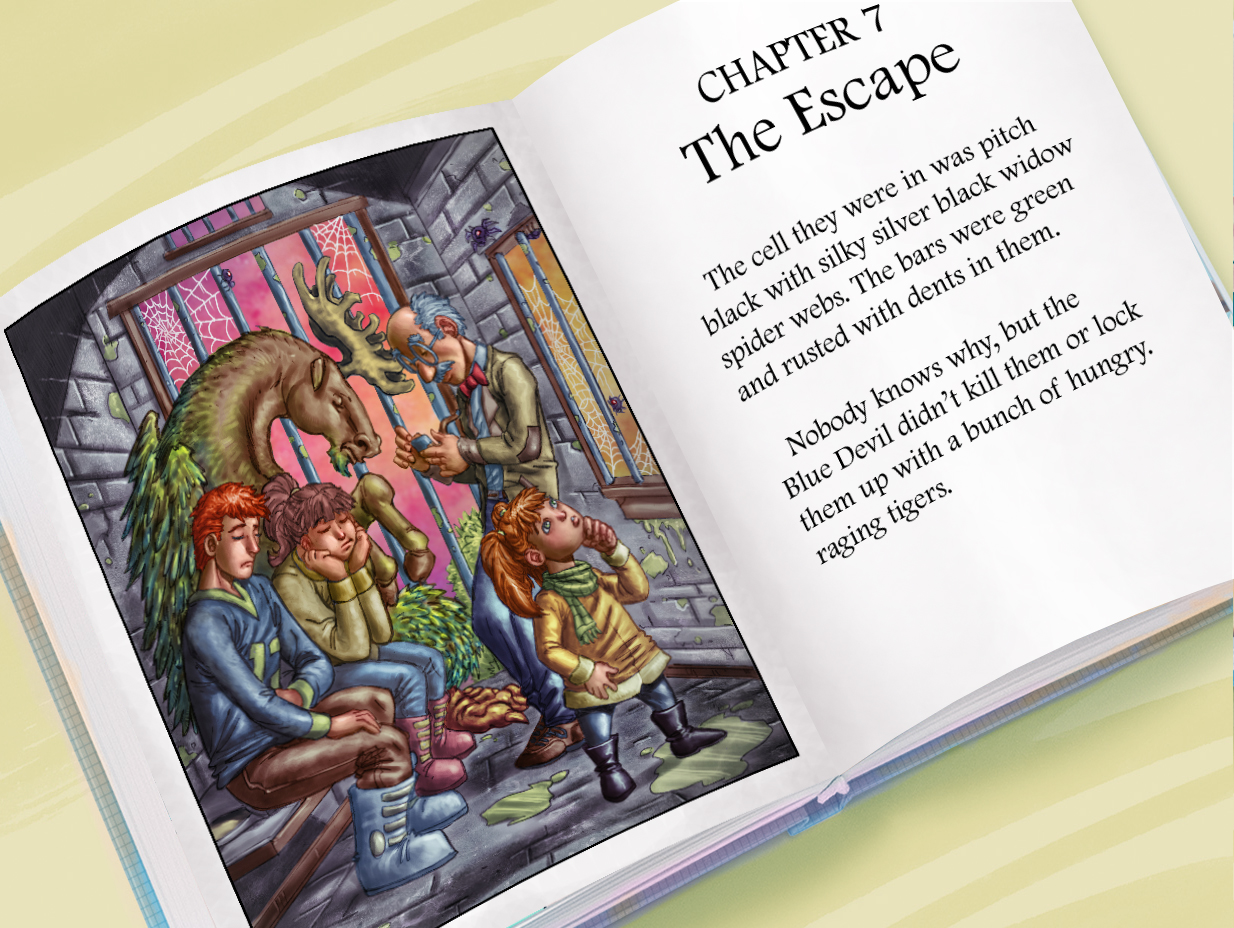 CHAPTER 7
The Escape
The cell they were in was pitch
black with silky silver black widow
spider webs. The bars were green
and rusted with dents in them.
Nobody knows why, but the
Blue Devil didn't kill them or lock
them up with a bunch of hungry.
raging tigers.